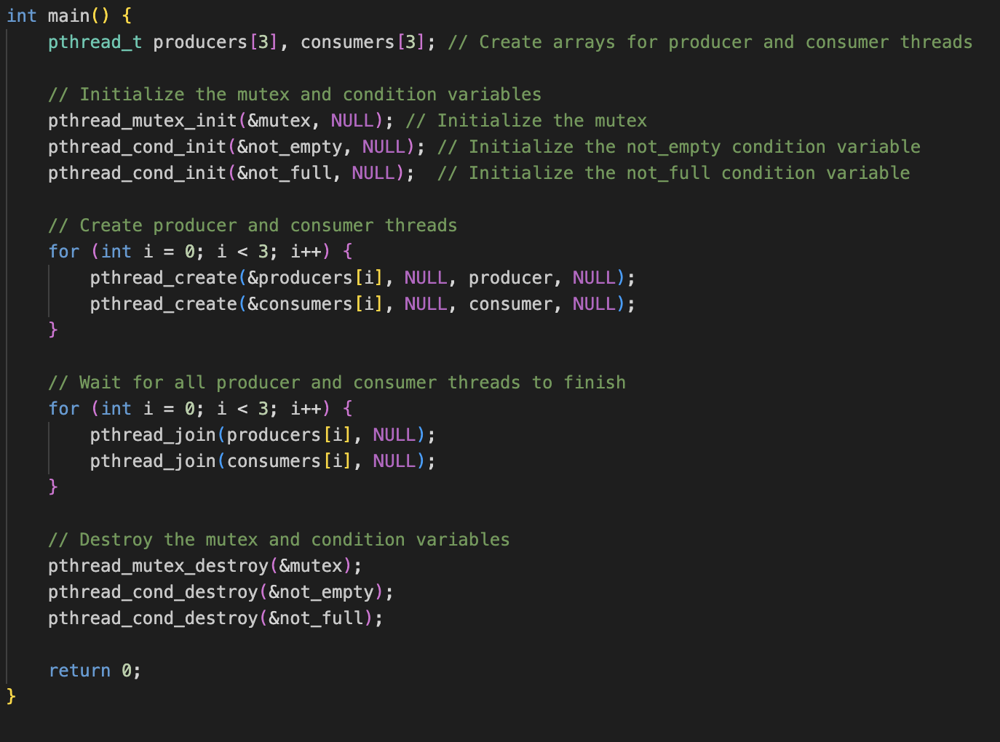 int main() {
    pthread_t producers[3], consumers[3]; // Create arrays for producer and consumer threads

    // Initialize the mutex and condition variables
    pthread_mutex_init(&mutex, NULL); // Initialize the mutex
    pthread_cond_init(&not_empty, NULL); // Initialize the not_empty condition variable
    pthread_cond_init(&not_full, NULL);  // Initialize the not_full condition variable

    // Create producer and consumer threads
    for (int i = 0; i < 3; i++) {
        pthread_create(&producers[i], NULL, producer, NULL);
        pthread_create(&consumers[i], NULL, consumer, NULL);
    }

    // Wait for all producer and consumer threads to finish
    for (int i = 0; i < 3; i++) {
        pthread_join(producers[i], NULL);
        pthread_join(consumers[i], NULL);
    }

    // Destroy the mutex and condition variables
    pthread_mutex_destroy(&mutex);
    pthread_cond_destroy(&not_empty);
    pthread_cond_destroy(&not_full);

    return 0;
}